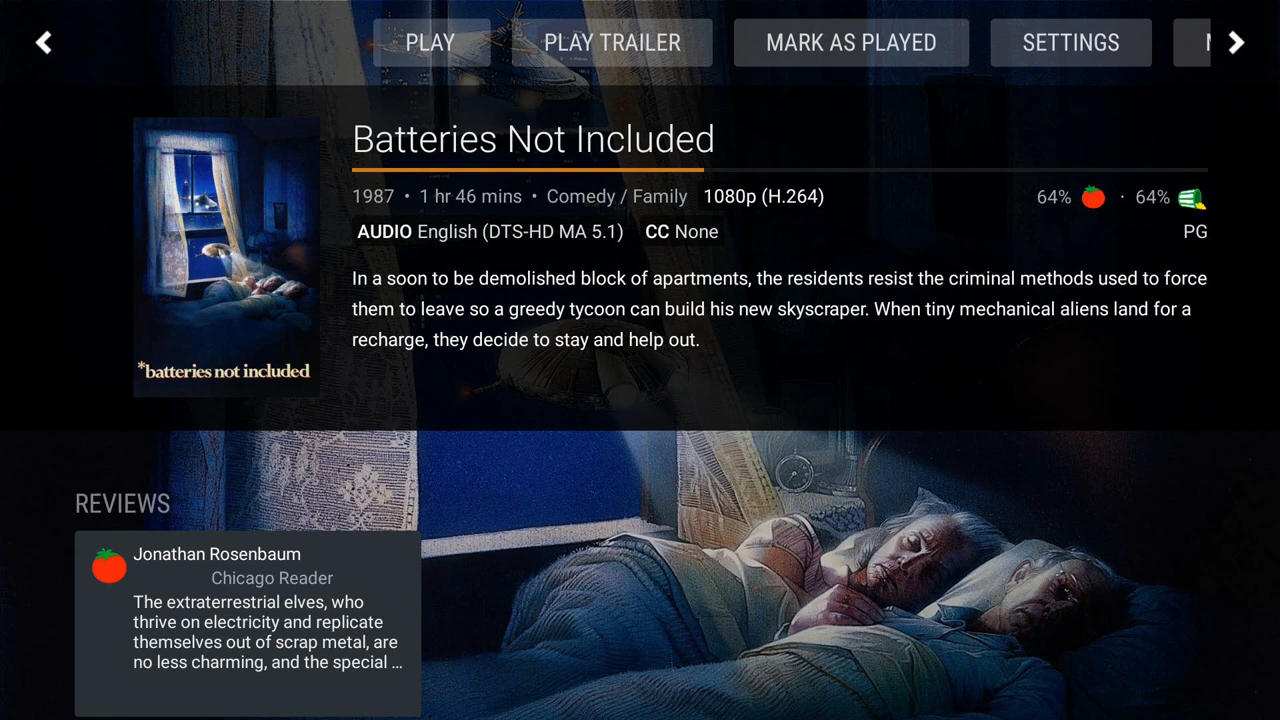 PLAY
PLAY TRAILER
MARK AS PLAYED
SETTINGS
Batteries Not Included
1987 • 1 hr 46 mins • Comedy / Family 1080p (H.264)
64% · 64%
AUDIO English (DTS-HD MA 5.1) CC None
PG
In a soon to be demolished block of apartments, the residents resist the criminal methods used to force
them to leave so a greedy tycoon can build his new skyscraper. When tiny mechanical aliens land for a
recharge, they decide to stay and help out.
*batteries not included
REVIEWS
Jonathan Rosenbaum
Chicago Reader
The extraterrestrial elves, who
thrive on electricity and replicate
themselves out of scrap metal, are
no less charming, and the special ...